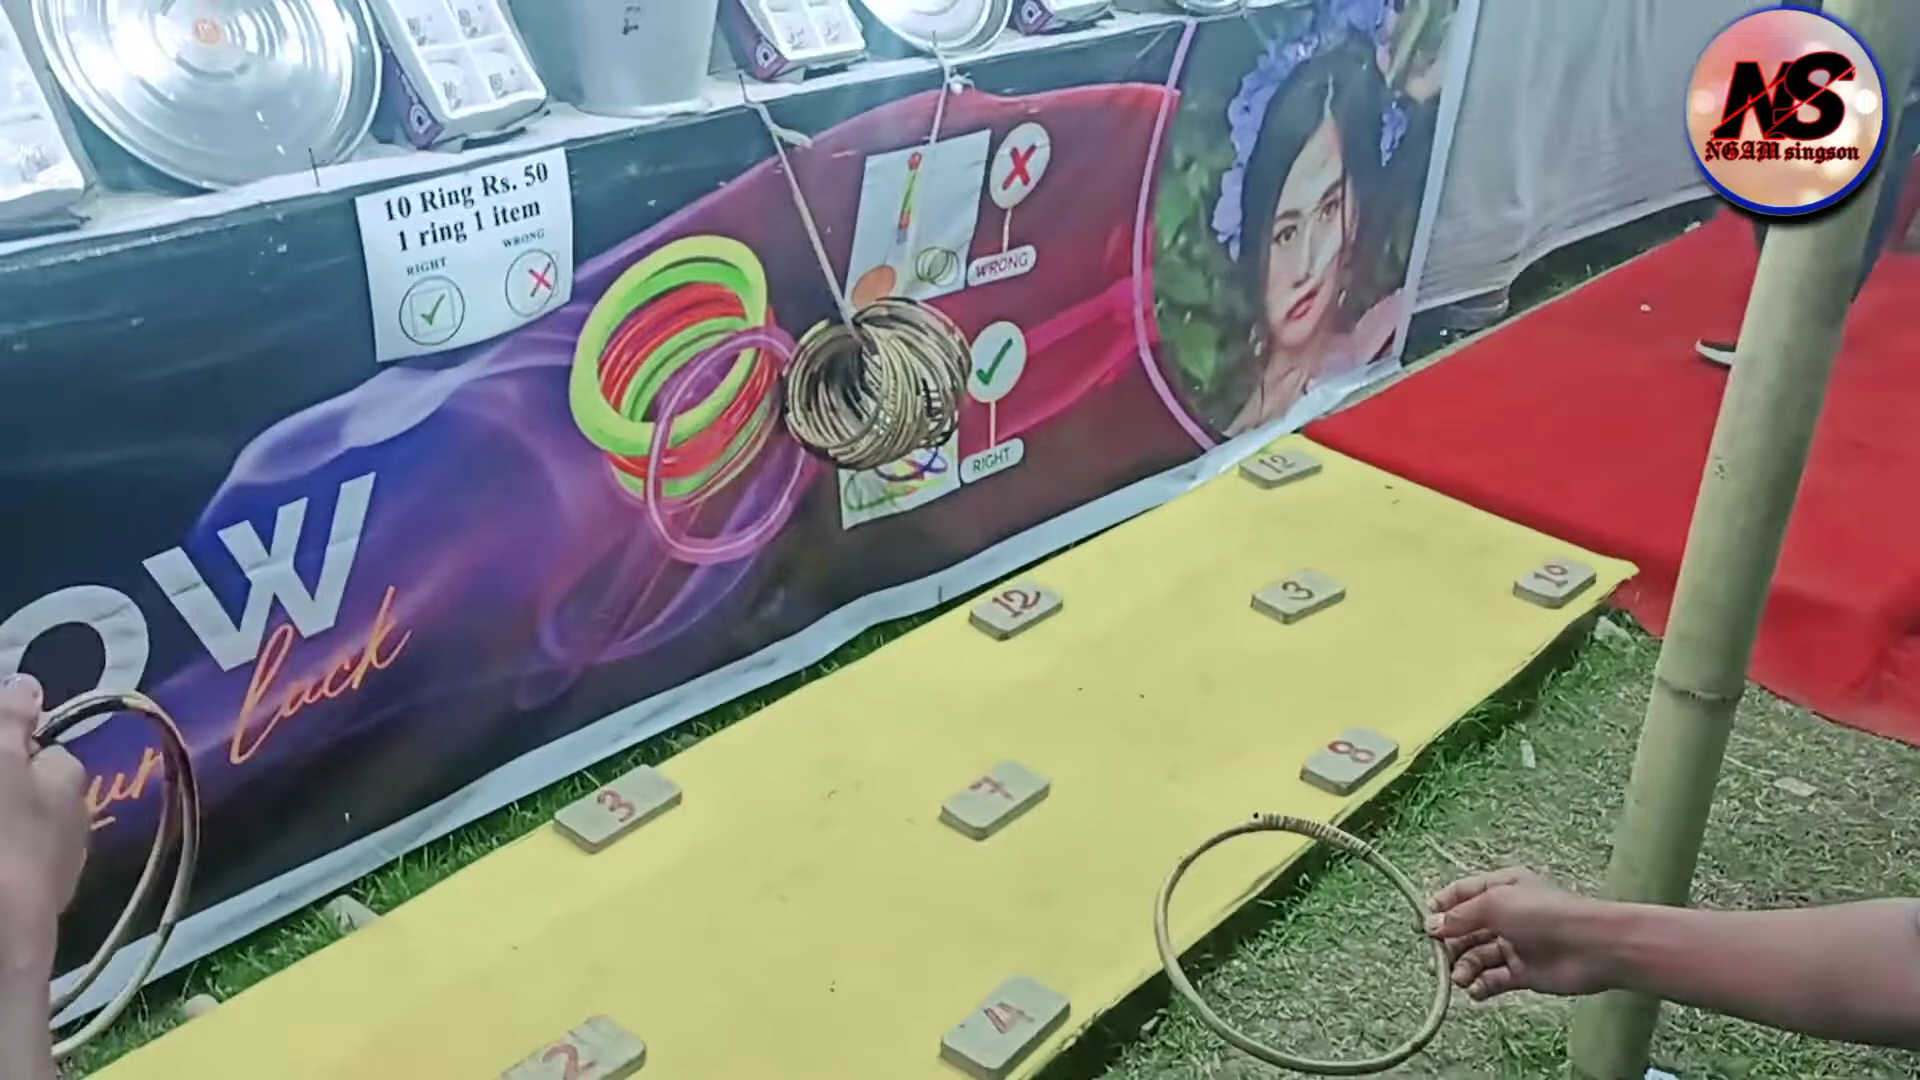 NS
NGAM singson
10 Ring Rs. 50
1 ring 1 item
RIGHT
WRONG
WRONG
RIGHT
OW
ur luck
12
12
3
10
3
7
8
2
4